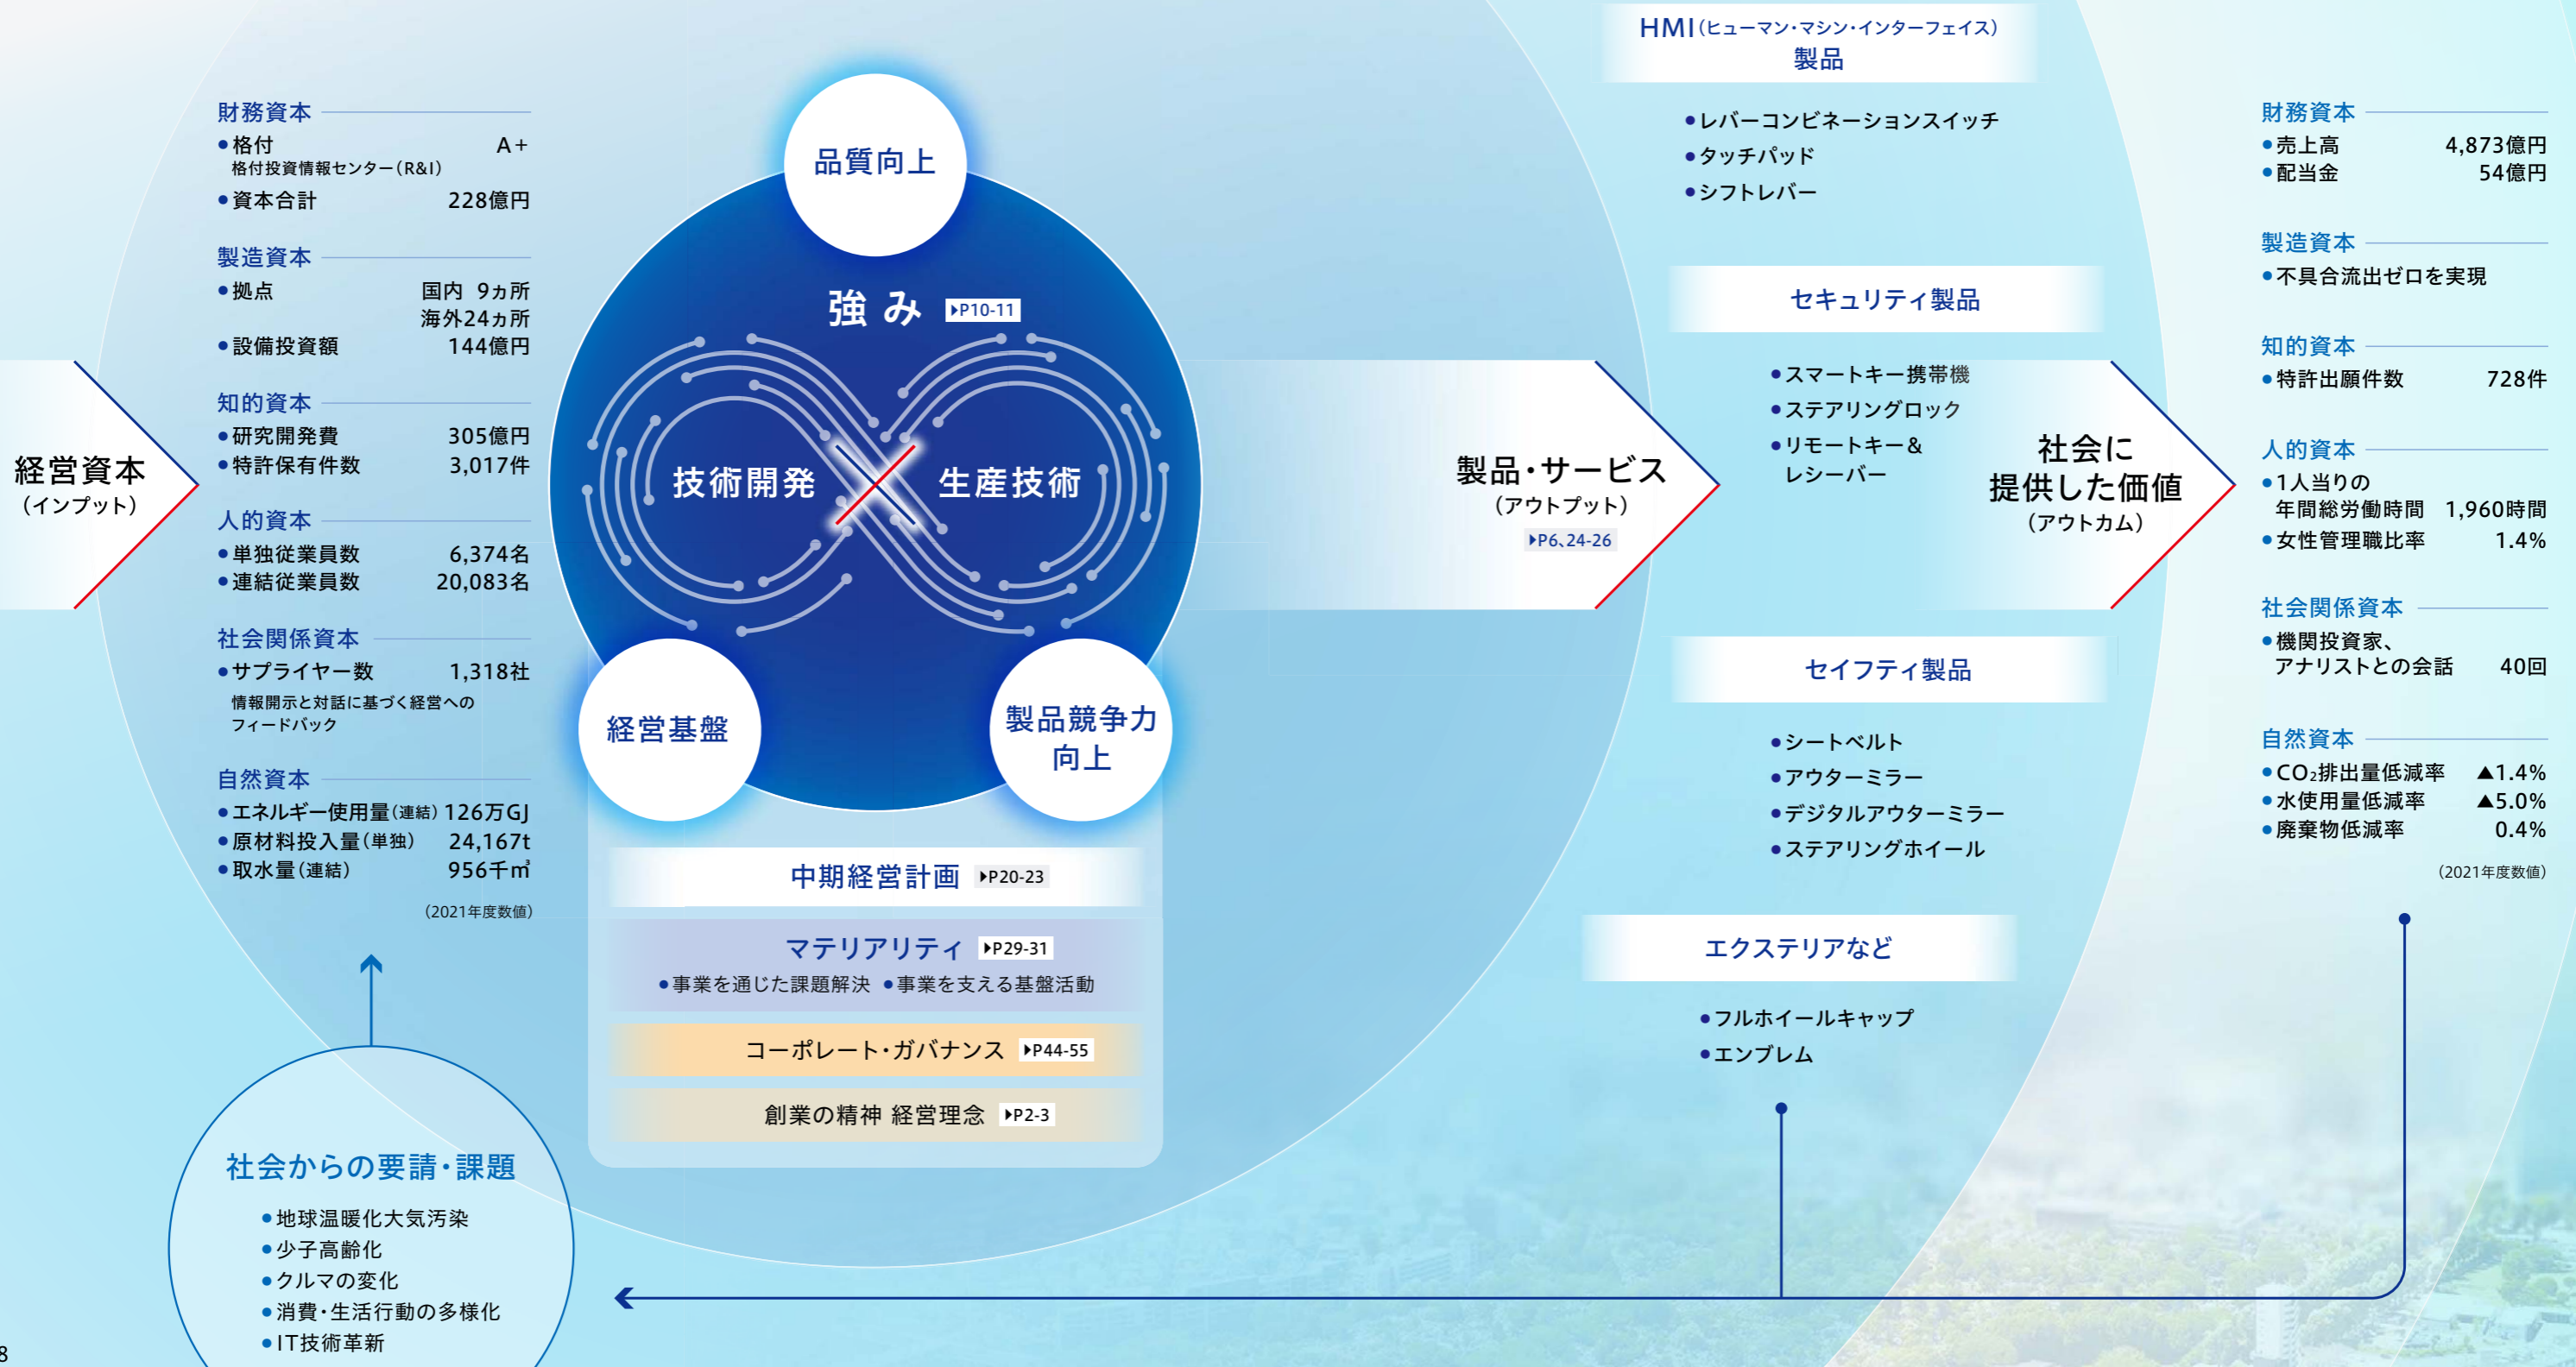 経営資本
（インプット）
財務資本
●格付 A+
格付投資情報センター（R&I）
●資本合計 228億円
製造資本
●拠点 国内 9ヵ所
海外24ヵ所
●設備投資額 144億円
知的資本
●研究開発費 305億円
●特許保有件数 3,017件
人的資本
●単独従業員数 6,374名
●連結従業員数 20,083名
社会関係資本
●サプライヤー数 1,318社
情報開示と対話に基づく経営への
フィードバック
自然資本
●エネルギー使用量（連結） 126万GJ
●原材料投入量（単独） 24,167t
●取水量（連結） 956千㎥
（2021年度数値）
社会からの要請・課題
●地球温暖化大気汚染
●少子高齢化
●クルマの変化
●消費・生活行動の多様化
●IT技術革新
8
品質向上
強み ▶P10-11
技術開発 × 生産技術
経営基盤
製品競争力
向上
中期経営計画 ▶P20-23
マテリアリティ ▶P29-31
●事業を通じた課題解決 ●事業を支える基盤活動
コーポレート・ガバナンス ▶P44-55
創業の精神 経営理念 ▶P2-3
製品・サービス
（アウトプット）
▶P6、24-26
HMI（ヒューマン・マシン・インターフェイス）
製品
●レバーコンビネーションスイッチ
●タッチパッド
●シフトレバー
セキュリティ製品
●スマートキー携帯機
●ステアリングロック
●リモートキー＆
レシーバー
セイフティ製品
●シートベルト
●アウターミラー
●デジタルアウターミラー
●ステアリングホイール
エクステリアなど
●フルホイールキャップ
●エンブレム
社会に
提供した価値
（アウトカム）
財務資本
●売上高 4,873億円
●配当金 54億円
製造資本
●不具合流出ゼロを実現
知的資本
●特許出願件数 728件
人的資本
●1人当りの
年間総労働時間 1,960時間
●女性管理職比率 1.4%
社会関係資本
●機関投資家、
アナリストとの会話 40回
自然資本
●CO₂排出量低減率 ▲1.4%
●水使用量低減率 ▲5.0%
●廃棄物低減率 0.4%
（2021年度数値）